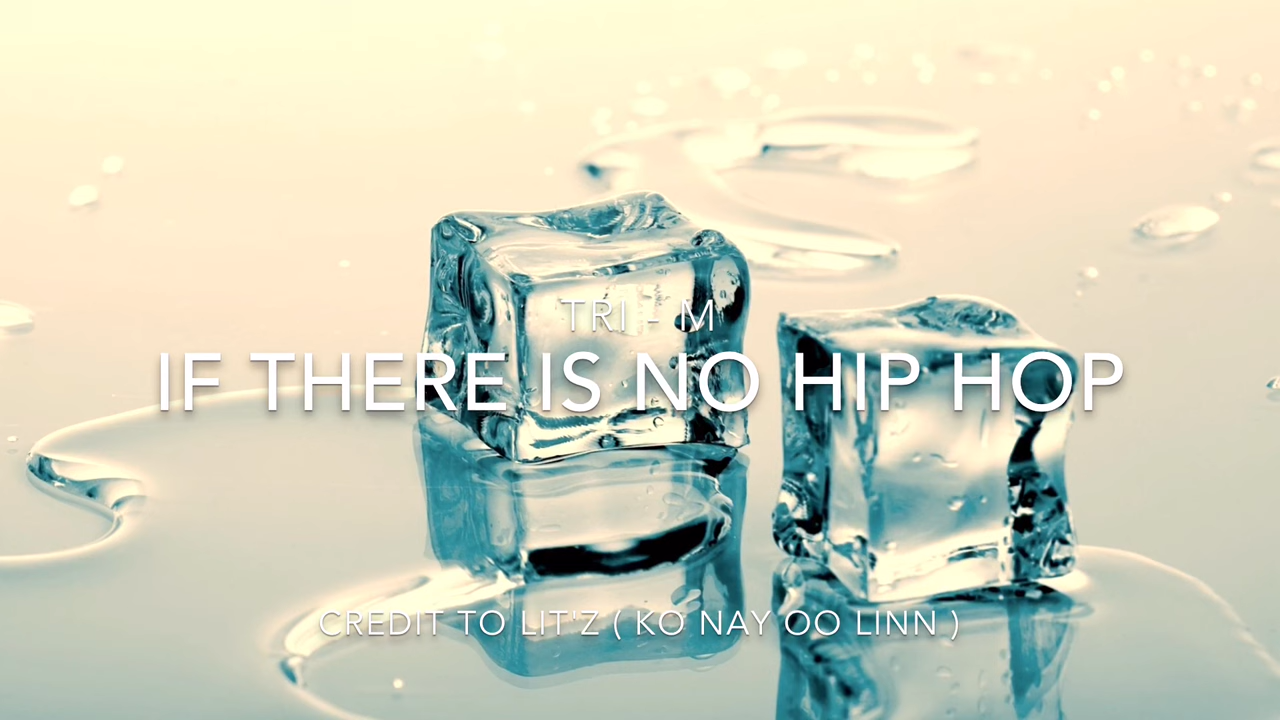 TRI - M
IF THERE IS NO HIP HOP
CREDIT TO LIT'Z ( KO NAY OO LINN )